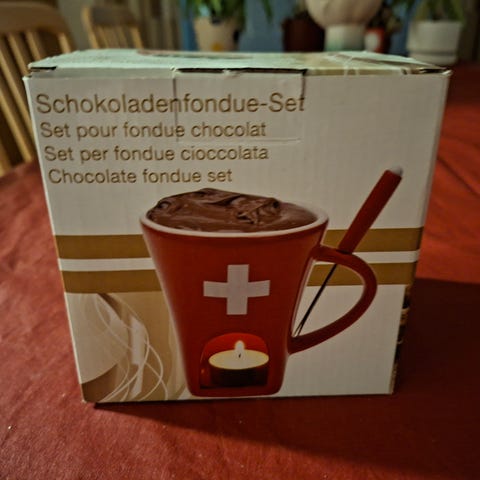 Schokoladenfondue-Set
Set pour fondue chocolat
Set per fondue cioccolata
Chocolate fondue set